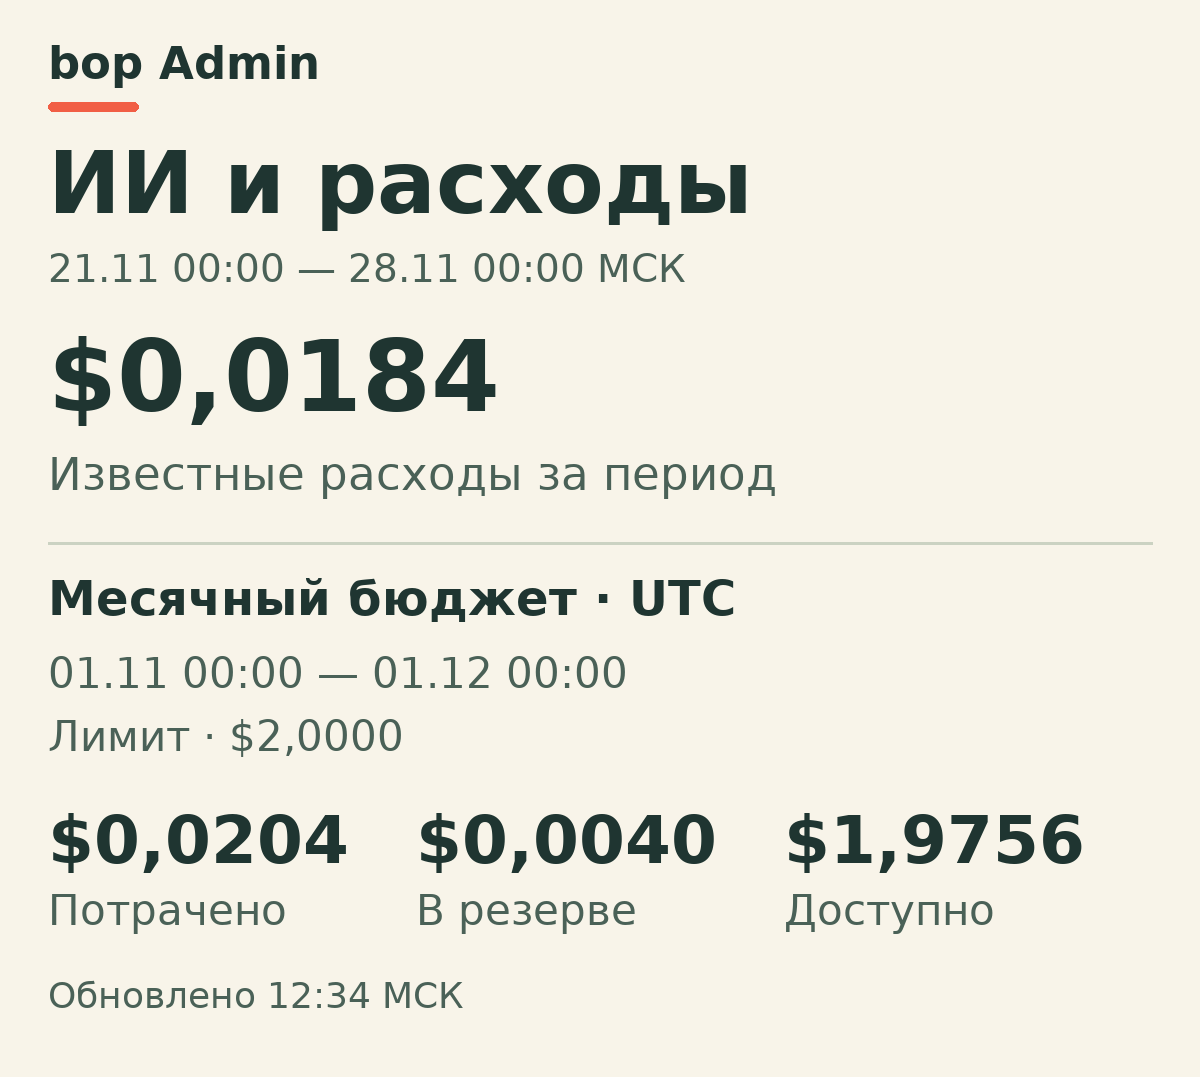 bop Admin
ИИ и расходы
21.11 00:00 — 28.11 00:00 МСК
$0,0184
Известные расходы за период
Месячный бюджет · UTC
01.11 00:00 — 01.12 00:00
Лимит · $2,0000
$0,0204 $0,0040 $1,9756
Потрачено В резерве Доступно
Обновлено 12:34 МСК